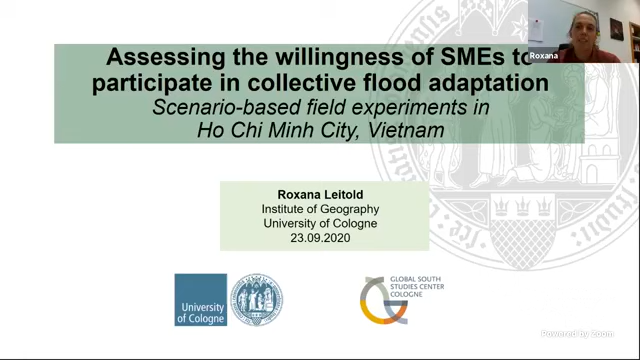 Assessing the willingness of SMEs to
participate in collective flood adaptation
Scenario-based field experiments in
Ho Chi Minh City, Vietnam
Roxana
Roxana Leitold
Institute of Geography
University of Cologne
23.09.2020
University
of Cologne
GLOBAL SOUTH
STUDIES CENTER
COLOGNE
Powered by Zoom